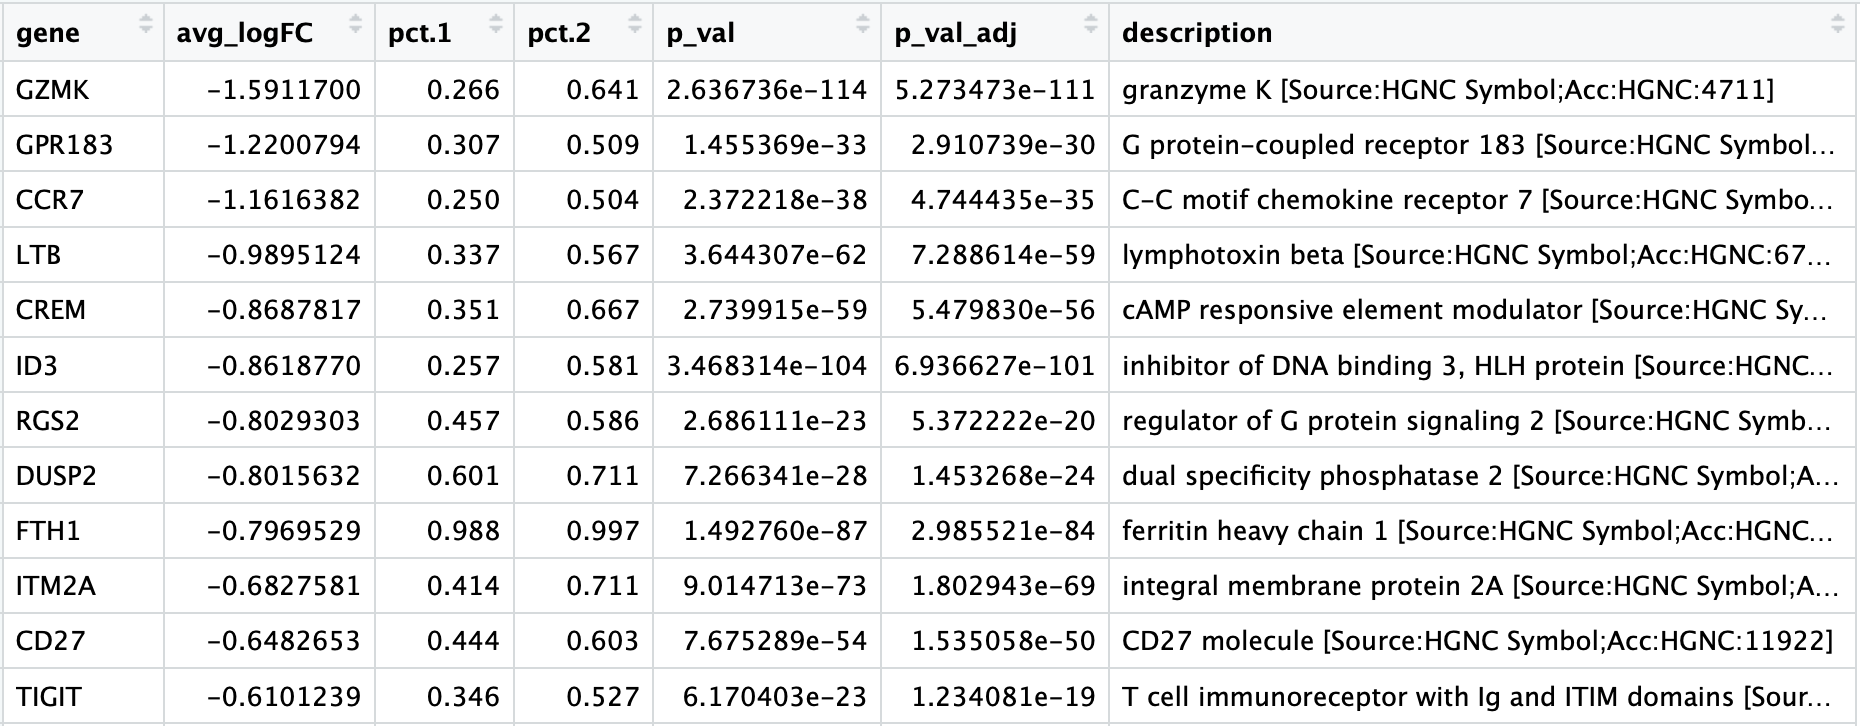 gene avg_logFC pct.1 pct.2 p_val p_val_adj description
GZMK −1.5911700 0.266 0.641 2.636736e−114 5.273473e−111 granzyme K [Source:HGNC Symbol;Acc:HGNC:4711]
GPR183 −1.2200794 0.307 0.509 1.455369e−33 2.910739e−30 G protein−coupled receptor 183 [Source:HGNC Symbol...
CCR7 −1.1616382 0.250 0.504 2.372218e−38 4.744435e−35 C−C motif chemokine receptor 7 [Source:HGNC Symbo...
LTB −0.9895124 0.337 0.567 3.644307e−62 7.288614e−59 lymphotoxin beta [Source:HGNC Symbol;Acc:HGNC:67...
CREM −0.8687817 0.351 0.667 2.739915e−59 5.479830e−56 cAMP responsive element modulator [Source:HGNC Sy...
ID3 −0.8618770 0.257 0.581 3.468314e−104 6.936627e−101 inhibitor of DNA binding 3, HLH protein [Source:HGNC...
RGS2 −0.8029303 0.457 0.586 2.686111e−23 5.372222e−20 regulator of G protein signaling 2 [Source:HGNC Symb...
DUSP2 −0.8015632 0.601 0.711 7.266341e−28 1.453268e−24 dual specificity phosphatase 2 [Source:HGNC Symbol;A...
FTH1 −0.7969529 0.988 0.997 1.492760e−87 2.985521e−84 ferritin heavy chain 1 [Source:HGNC Symbol;Acc:HGNC...
ITM2A −0.6827581 0.414 0.711 9.014713e−73 1.802943e−69 integral membrane protein 2A [Source:HGNC Symbol;A...
CD27 −0.6482653 0.444 0.603 7.675289e−54 1.535058e−50 CD27 molecule [Source:HGNC Symbol;Acc:HGNC:11922]
TIGIT −0.6101239 0.346 0.527 6.170403e−23 1.234081e−19 T cell immunoreceptor with Ig and ITIM domains [Sour...